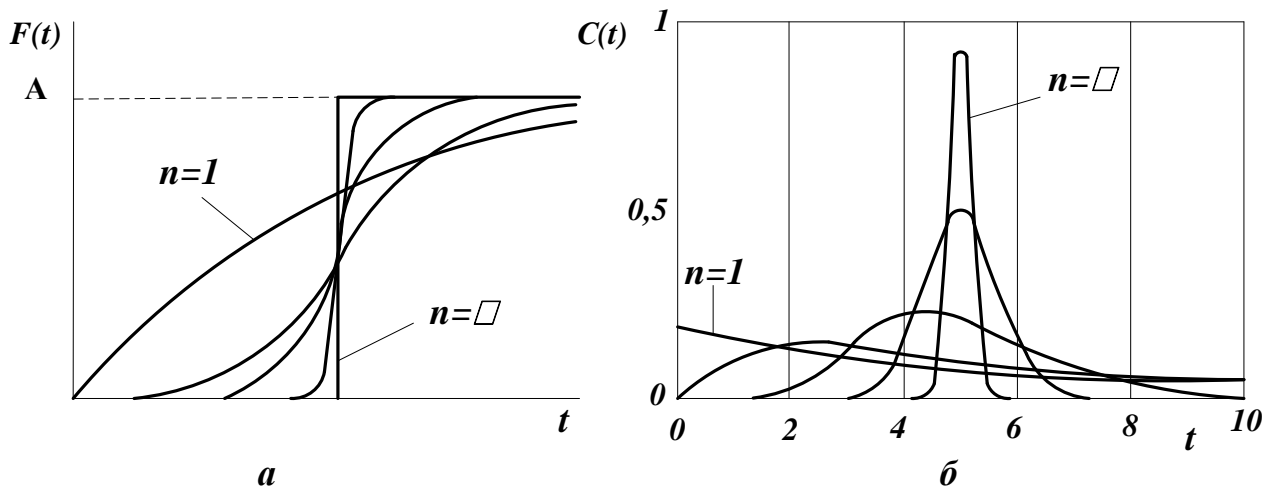 F(t)
A
n=1
n=▱
t
а
C(t)
1
n=▱
0,5
n=1
0
0 2 4 6 8 10
t
б